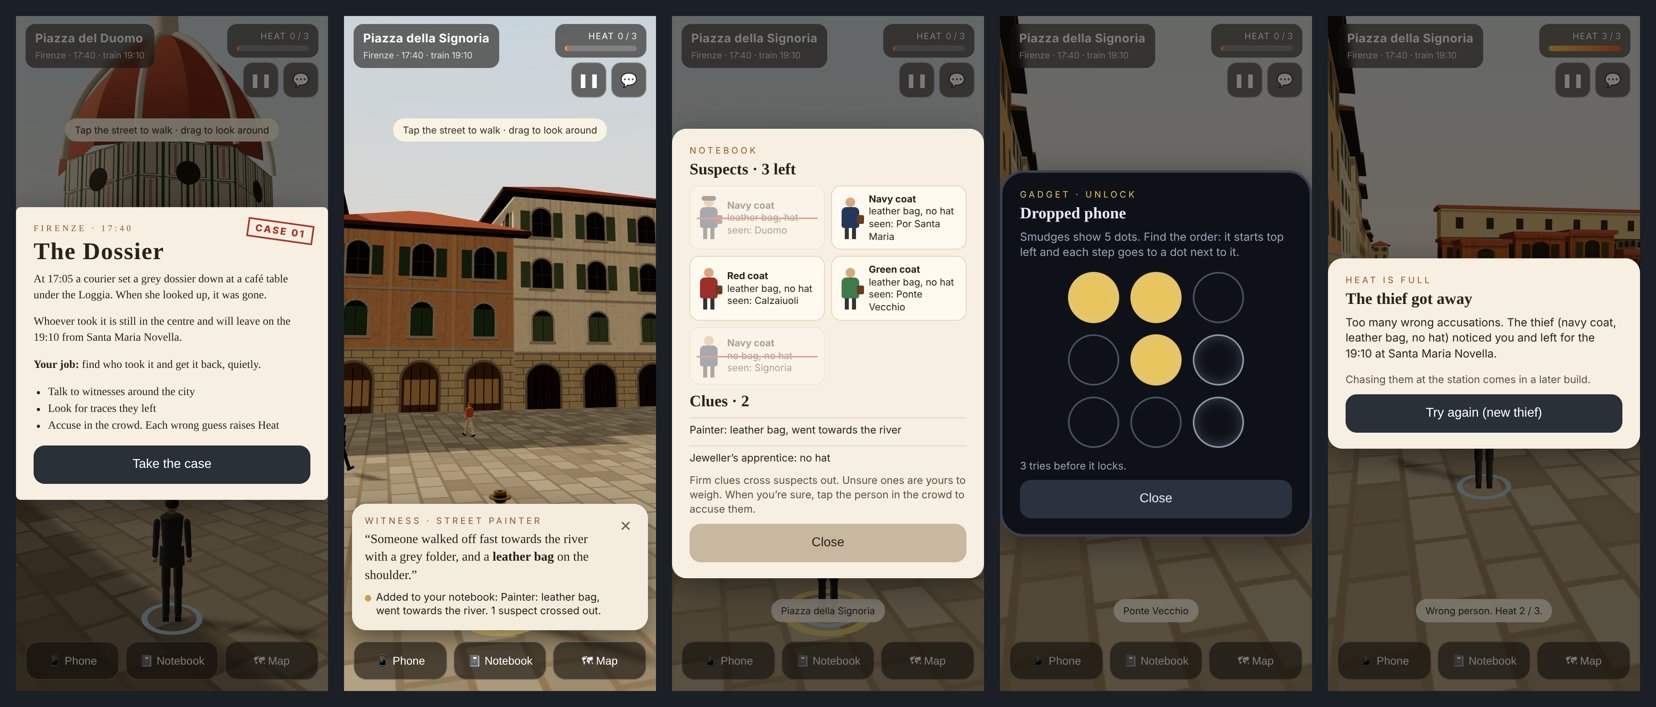 Piazza del Duomo
Firenze · 17:40 · train 19:10
HEAT 0 / 3
Tap the street to walk · drag to look around
FIRENZE · 17:40
CASE 01
The Dossier
At 17:05 a courier set a grey dossier down at a café table
under the Loggia. When she looked up, it was gone.
Whoever took it is still in the centre and will leave on the
19:10 from Santa Maria Novella.
Your job: find who took it and get it back, quietly.
• Talk to witnesses around the city
• Look for traces they left
• Accuse in the crowd. Each wrong guess raises Heat
Take the case
Phone
Notebook
Map
Piazza della Signoria
Firenze · 17:40 · train 19:10
HEAT 0 / 3
Tap the street to walk · drag to look around
WITNESS · STREET PAINTER
“Someone walked off fast towards the river
with a grey folder, and a leather bag on the
shoulder.”
Added to your notebook: Painter: leather bag,
went towards the river. 1 suspect crossed out.
Phone
Notebook
Map
Piazza della Signoria
Firenze · 17:40 · train 19:10
HEAT 0 / 3
NOTEBOOK
Suspects · 3 left
Navy coat
leather bag, hat
seen: Duomo
Navy coat
leather bag, no hat
seen: Por Santa
Maria
Red coat
leather bag, no hat
seen: Calzaiuoli
Green coat
leather bag, no hat
seen: Ponte
Vecchio
Navy coat
no bag, no hat
seen: Signoria
Clues · 2
Painter: leather bag, went towards the river
Jeweller’s apprentice: no hat
Firm clues cross suspects out. Unsure ones are yours to
weigh. When you’re sure, tap the person in the crowd to
accuse them.
Close
Piazza della Signoria
Phone
Notebook
Map
Piazza della Signoria
Firenze · 17:40 · train 19:10
HEAT 0 / 3
GADGET · UNLOCK
Dropped phone
Smudges show 5 dots. Find the order: it starts top
left and each step goes to a dot next to it.
3 tries before it locks.
Close
Ponte Vecchio
Phone
Notebook
Map
Piazza della Signoria
Firenze · 17:40 · train 19:10
HEAT 3 / 3
HEAT IS FULL
The thief got away
Too many wrong accusations. The thief (navy coat,
leather bag, no hat) noticed you and left for the
19:10 at Santa Maria Novella.
Chasing them at the station comes in a later build.
Try again (new thief)
Wrong person. Heat 2 / 3.
Phone
Notebook
Map